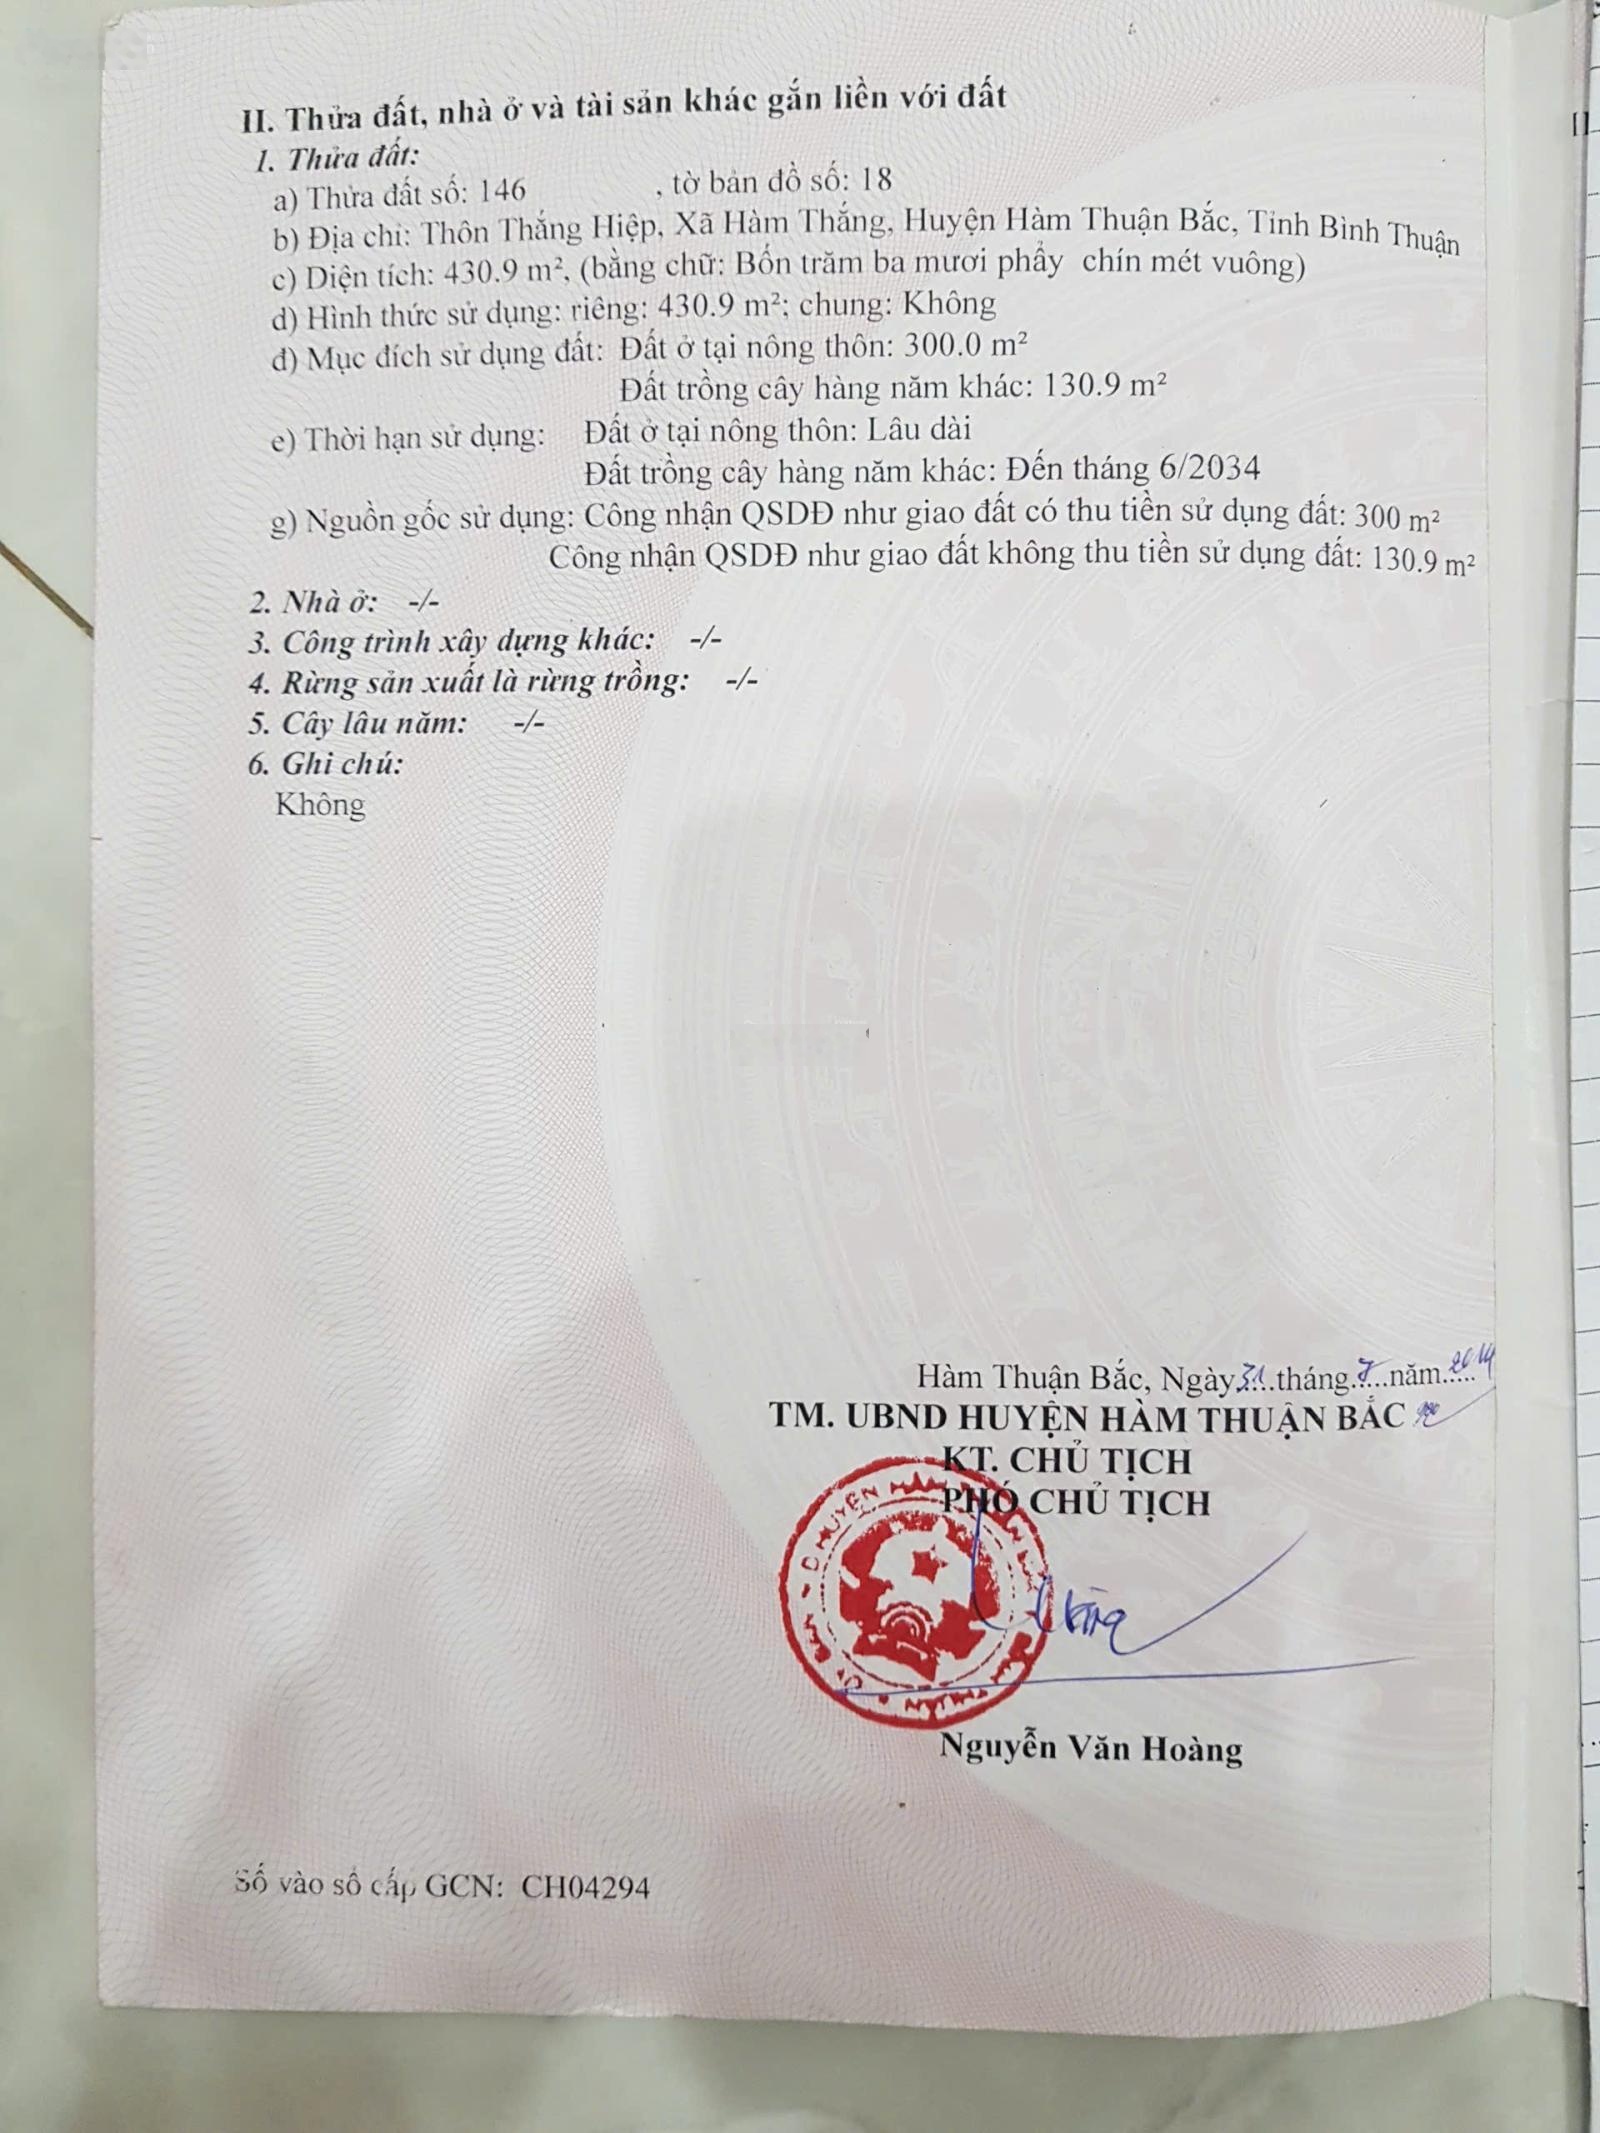 II. Thửa đất, nhà ở và tài sản khác gắn liền với đất
1. Thửa đất:
a) Thửa đất số: 146 , tờ bản đồ số: 18
b) Địa chỉ: Thôn Thắng Hiệp, Xã Hàm Thắng, Huyện Hàm Thuận Bắc, Tỉnh Bình Thuận
c) Diện tích: 430.9 m², (bằng chữ: Bốn trăm ba mươi phẩy chín mét vuông)
d) Hình thức sử dụng: riêng: 430.9 m²; chung: Không
đ) Mục đích sử dụng đất: Đất ở tại nông thôn: 300.0 m²
Đất trồng cây hàng năm khác: 130.9 m²
e) Thời hạn sử dụng: Đất ở tại nông thôn: Lâu dài
Đất trồng cây hàng năm khác: Đến tháng 6/2034
g) Nguồn gốc sử dụng: Công nhận QSDĐ như giao đất có thu tiền sử dụng đất: 300 m²
Công nhận QSDĐ như giao đất không thu tiền sử dụng đất: 130.9 m²
2. Nhà ở: -/-
3. Công trình xây dựng khác: -/-
4. Rừng sản xuất là rừng trồng: -/-
5. Cây lâu năm: -/-
6. Ghi chú:
Không
Hàm Thuận Bắc, Ngày 31 tháng 7 năm 2014
TM. UBND HUYỆN HÀM THUẬN BẮC
KT. CHỦ TỊCH
PHÓ CHỦ TỊCH
Nguyễn Văn Hoàng
Số vào sổ cấp GCN: CH04294